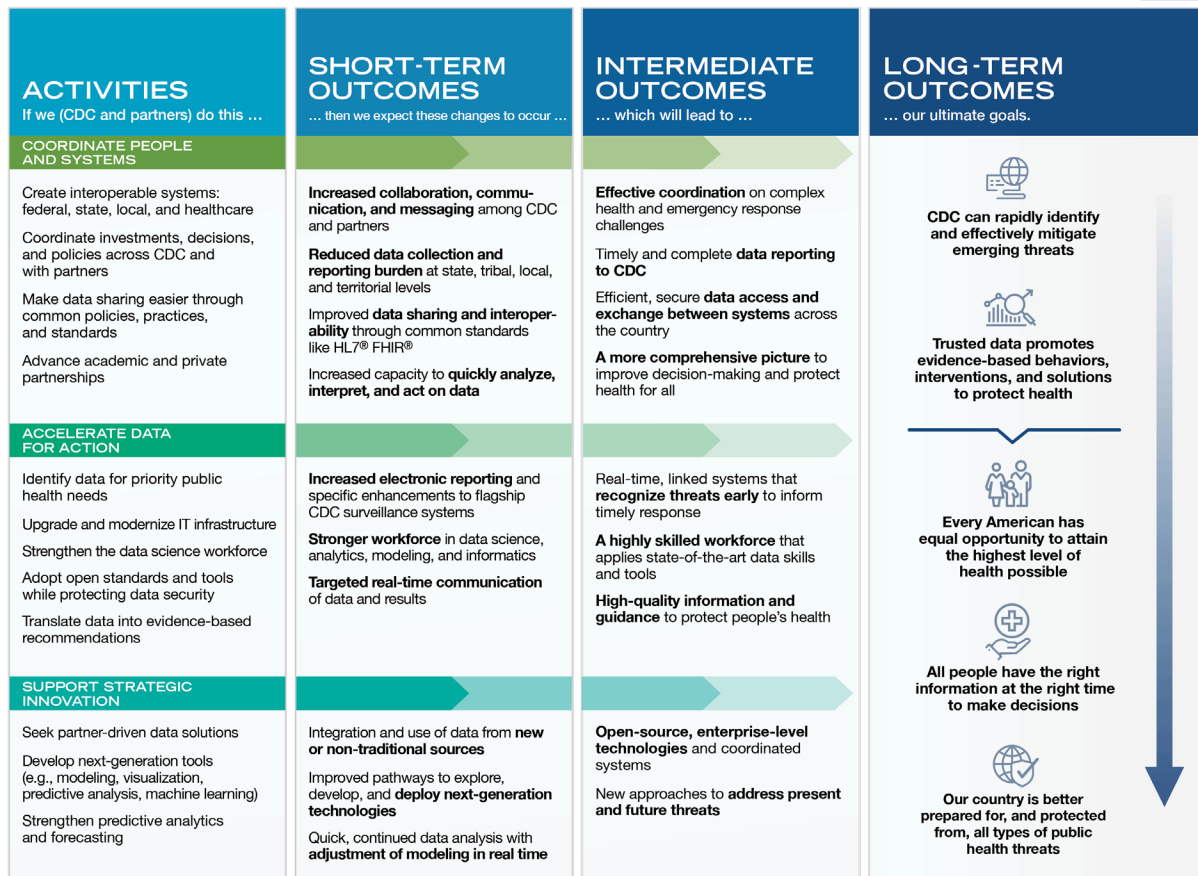 ACTIVITIES
If we (CDC and partners) do this …
SHORT-TERM
OUTCOMES
… then we expect these changes to occur …
INTERMEDIATE
OUTCOMES
… which will lead to …
LONG-TERM
OUTCOMES
… our ultimate goals.
COORDINATE PEOPLE
AND SYSTEMS
Create interoperable systems:
federal, state, local, and healthcare
Coordinate investments, decisions,
and policies across CDC and
with partners
Make data sharing easier through
common policies, practices,
and standards
Advance academic and private
partnerships
Increased collaboration, commu-
nication, and messaging among CDC
and partners
Reduced data collection and
reporting burden at state, tribal, local,
and territorial levels
Improved data sharing and interoper-
ability through common standards
like HL7® FHIR®
Increased capacity to quickly analyze,
interpret, and act on data
Effective coordination on complex
health and emergency response
challenges
Timely and complete data reporting
to CDC
Efficient, secure data access and
exchange between systems across
the country
A more comprehensive picture to
improve decision-making and protect
health for all
ACCELERATE DATA
FOR ACTION
Identify data for priority public
health needs
Upgrade and modernize IT infrastructure
Strengthen the data science workforce
Adopt open standards and tools
while protecting data security
Translate data into evidence-based
recommendations
Increased electronic reporting and
specific enhancements to flagship
CDC surveillance systems
Stronger workforce in data science,
analytics, modeling, and informatics
Targeted real-time communication
of data and results
Real-time, linked systems that
recognize threats early to inform
timely response
A highly skilled workforce that
applies state-of-the-art data skills
and tools
High-quality information and
guidance to protect people's health
SUPPORT STRATEGIC
INNOVATION
Seek partner-driven data solutions
Develop next-generation tools
(e.g., modeling, visualization,
predictive analysis, machine learning)
Strengthen predictive analytics
and forecasting
Integration and use of data from new
or non-traditional sources
Improved pathways to explore,
develop, and deploy next-generation
technologies
Quick, continued data analysis with
adjustment of modeling in real time
Open-source, enterprise-level
technologies and coordinated
systems
New approaches to address present
and future threats
CDC can rapidly identify
and effectively mitigate
emerging threats
Trusted data promotes
evidence-based behaviors,
interventions, and solutions
to protect health
Every American has
equal opportunity to attain
the highest level of
health possible
All people have the right
information at the right time
to make decisions
Our country is better
prepared for, and protected
from, all types of public
health threats